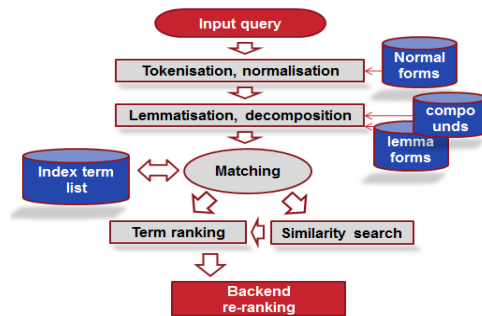 Input query
Tokenisation, normalisation
Normal
forms
Lemmatisation, decomposition
compo
unds
lemma
forms
Index term
list
Matching
Term ranking
Similarity search
Backend
re-ranking